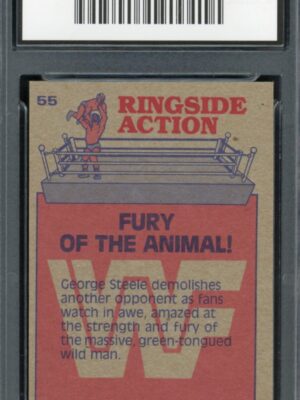 55
RINGSIDE
ACTION
FURY
OF THE ANIMAL!
WF
George Steele demolishes
another opponent as fans
watch in awe, amazed at
the strength and fury of
the massive, green-tongued
wild man.